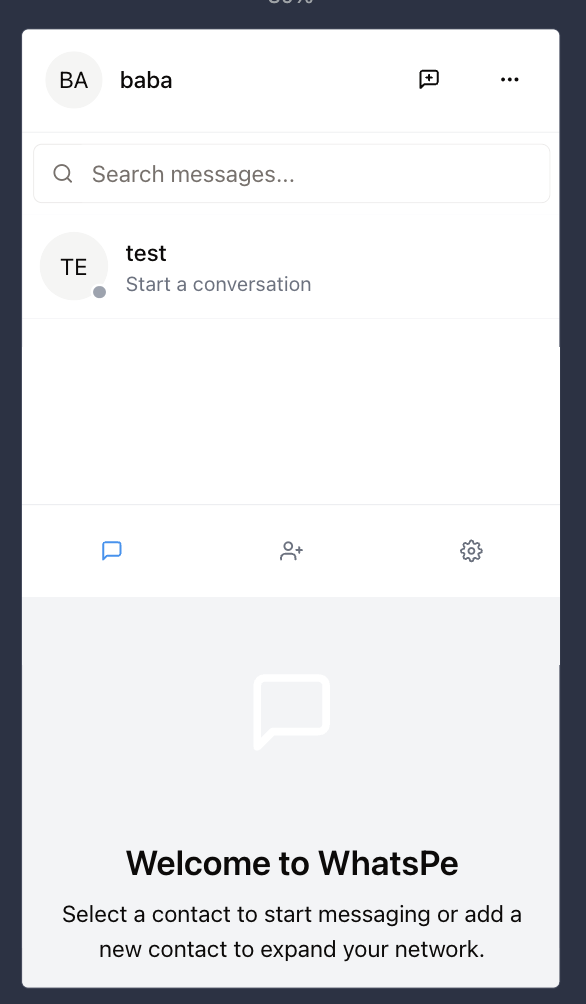 BA baba
Search messages...
TE
test
Start a conversation
Welcome to WhatsPe
Select a contact to start messaging or add a
new contact to expand your network.